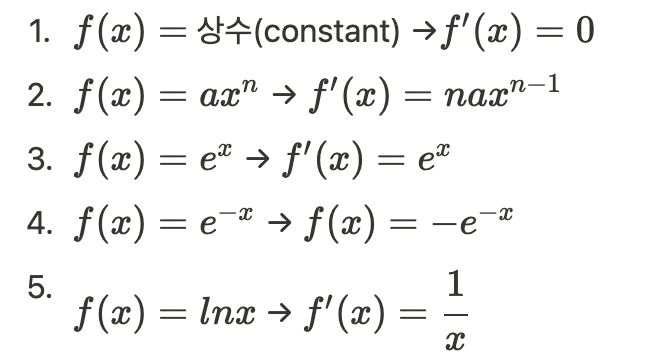 1. f(x) = 상수(constant) →f′(x) = 0
2. f(x) = axⁿ → f′(x) = naxⁿ⁻¹
3. f(x) = eˣ → f′(x) = eˣ
4. f(x) = e⁻ˣ → f(x) = −e⁻ˣ
5. f(x) = lnx → f′(x) = 1/x